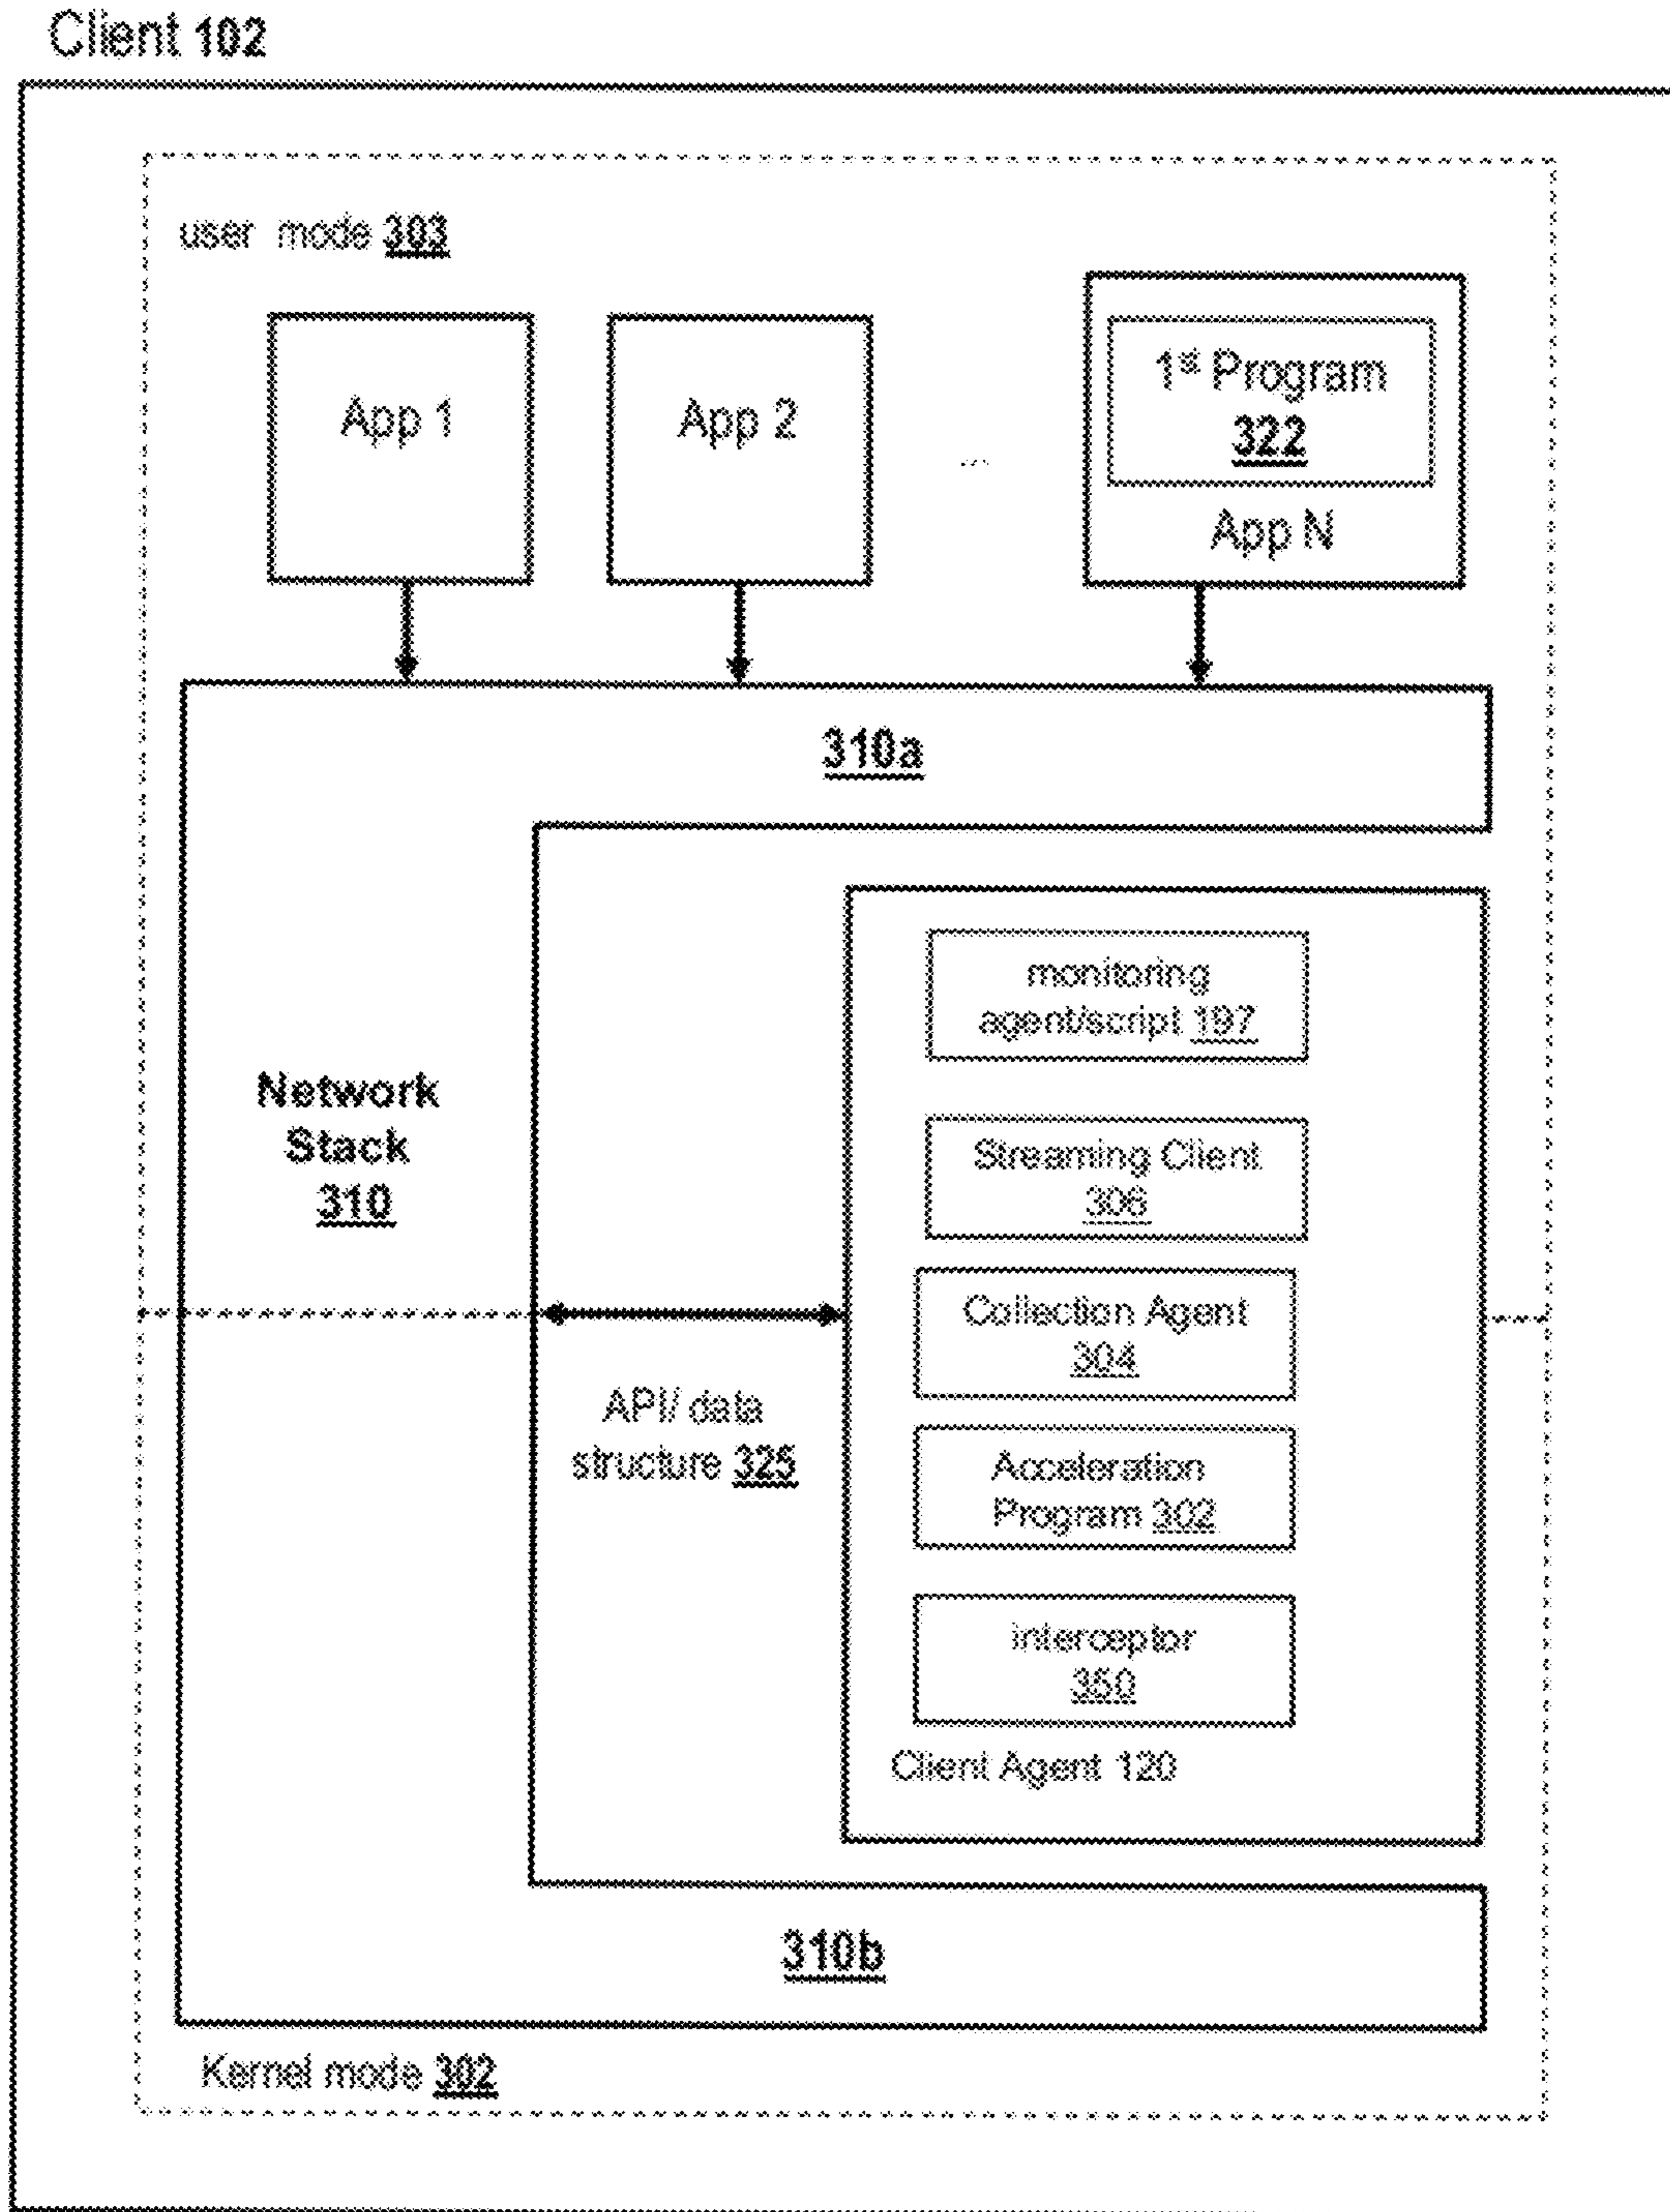 Client 102
user mode 303
App 1
App 2
...
1st Program
322
App N
310a
monitoring
agent/script 197
Streaming Client
306
Network
Stack
310
Collection Agent
304
API/ data
structure 325
Acceleration
Program 302
interceptor
350
Client Agent 120
310b
Kernel mode 302